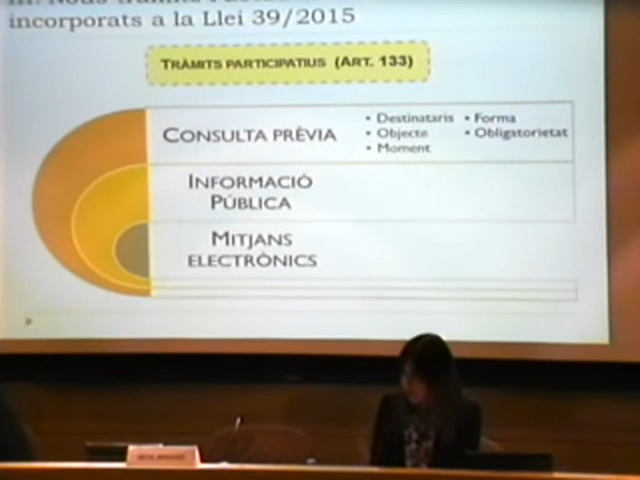 incorporats a la Llei 39/2015
TRÀMITS PARTICIPATIUS (ART. 133)
CONSULTA PRÈVIA
• Destinataris
• Objecte
• Moment
• Forma
• Obligatorietat
INFORMACIÓ
PÚBLICA
MITJANS
ELECTRÒNICS